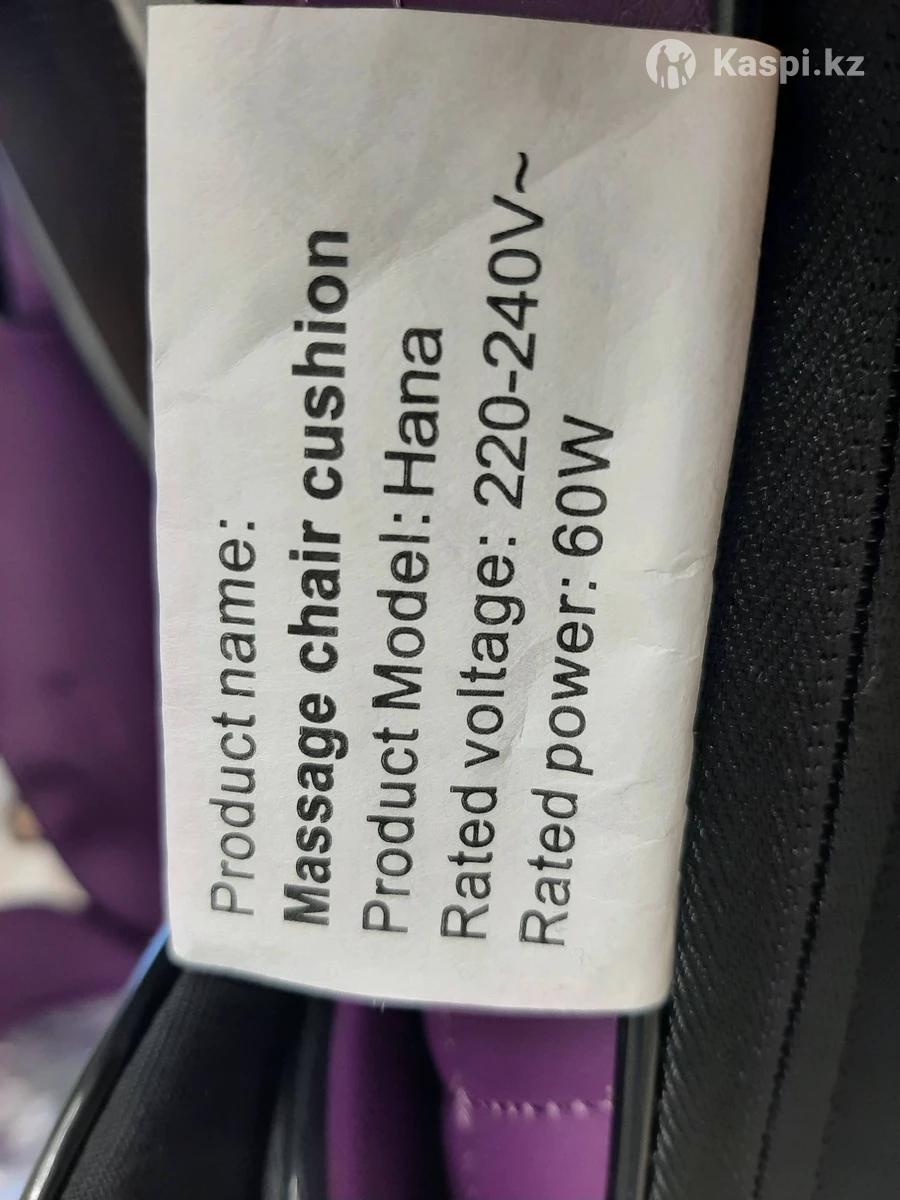 Kaspi.kz
Product name:
Massage chair cushion
Product Model: Hana
Rated voltage: 220-240V~
Rated power: 60W